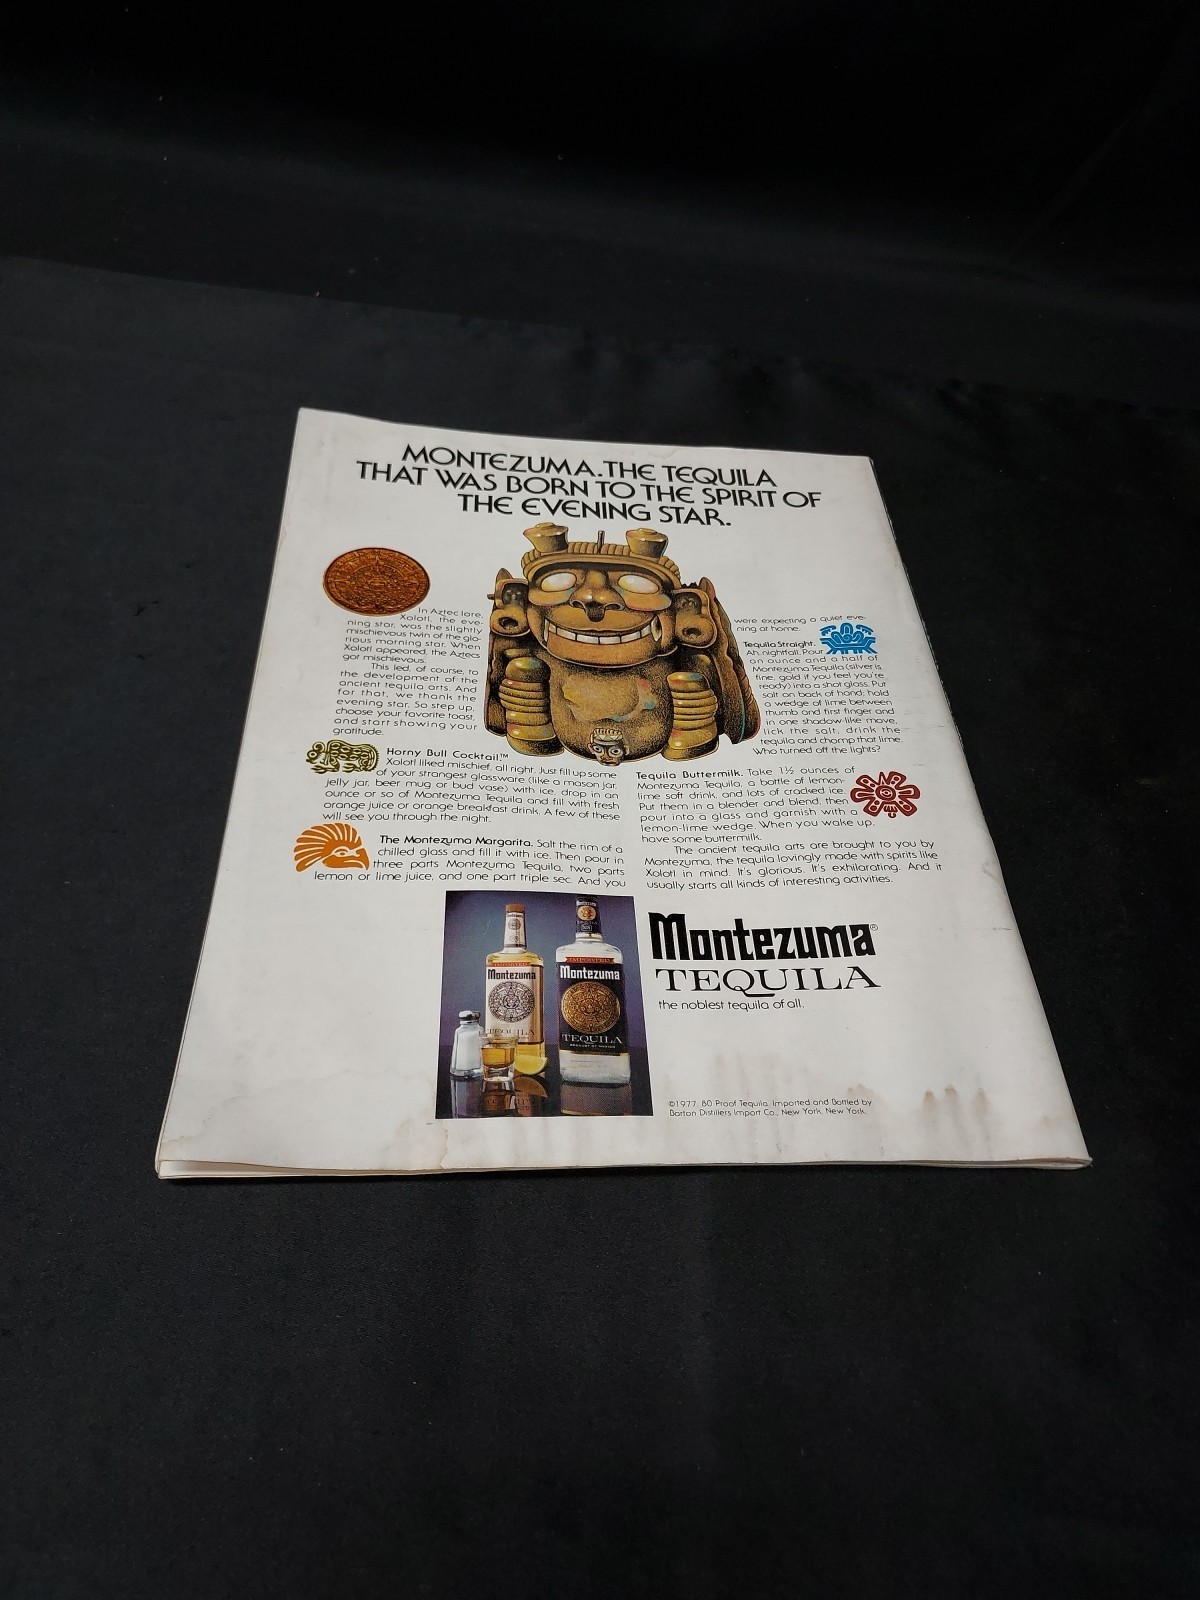 MONTEZUMA. THE TEQUILA
THAT WAS BORN TO THE SPIRIT OF
THE EVENING STAR.
In Aztec lore,
Xolotl, the eve-
ning star, was the slightly
mischievous twin of the glo-
rious morning star. When
Xolotl appeared, the Aztecs
got mischievous.
This led, of course, to
the development of the
ancient tequila arts. And
for that, we thank the
evening star. So step up,
choose your favorite toast,
and start showing your
gratitude.
Horny Bull Cocktail.™
Xolotl liked mischief, all right. Just fill up some
of your strangest glassware (like a mason jar,
jelly jar, beer mug or bud vase) with ice, drop in an
ounce or so of Montezuma Tequila and fill with fresh
orange juice or orange breakfast drink. A few of these
will see you through the night.
The Montezuma Margarita. Salt the rim of a
chilled glass and fill it with ice. Then pour in
three parts Montezuma Tequila, two parts
lemon or lime juice, and one part triple sec. And you
were expecting a quiet eve-
ning at home.
Tequila Straight.
Ah, nightfall. Pour
an ounce and a half of
Montezuma Tequila (silver is
fine, gold if you feel you're
ready) into a shot glass. Put
salt on back of hand; hold
a wedge of lime between
thumb and first finger and
in one shadow-like move,
lick the salt, drink the
tequila and chomp that lime.
Who turned off the lights?
Tequila Buttermilk. Take 1½ ounces of
Montezuma Tequila, a bottle of lemon-
lime soft drink, and lots of cracked ice.
Put them in a blender and blend, then
pour into a glass and garnish with a
lemon-lime wedge. When you wake up,
have some buttermilk.
The ancient tequila arts are brought to you by
Montezuma, the tequila lovingly made with spirits like
Xolotl in mind. It's glorious. It's exhilarating. And it
usually starts all kinds of interesting activities.
IMPORTED
Montezuma
TEQUILA
IMPORTED
Montezuma
TEQUILA
PRODUCT OF MEXICO
Montezuma®
TEQUILA
the noblest tequila of all.
©1977. 80 Proof Tequila. Imported and Bottled by
Barton Distillers Import Co., New York, New York.